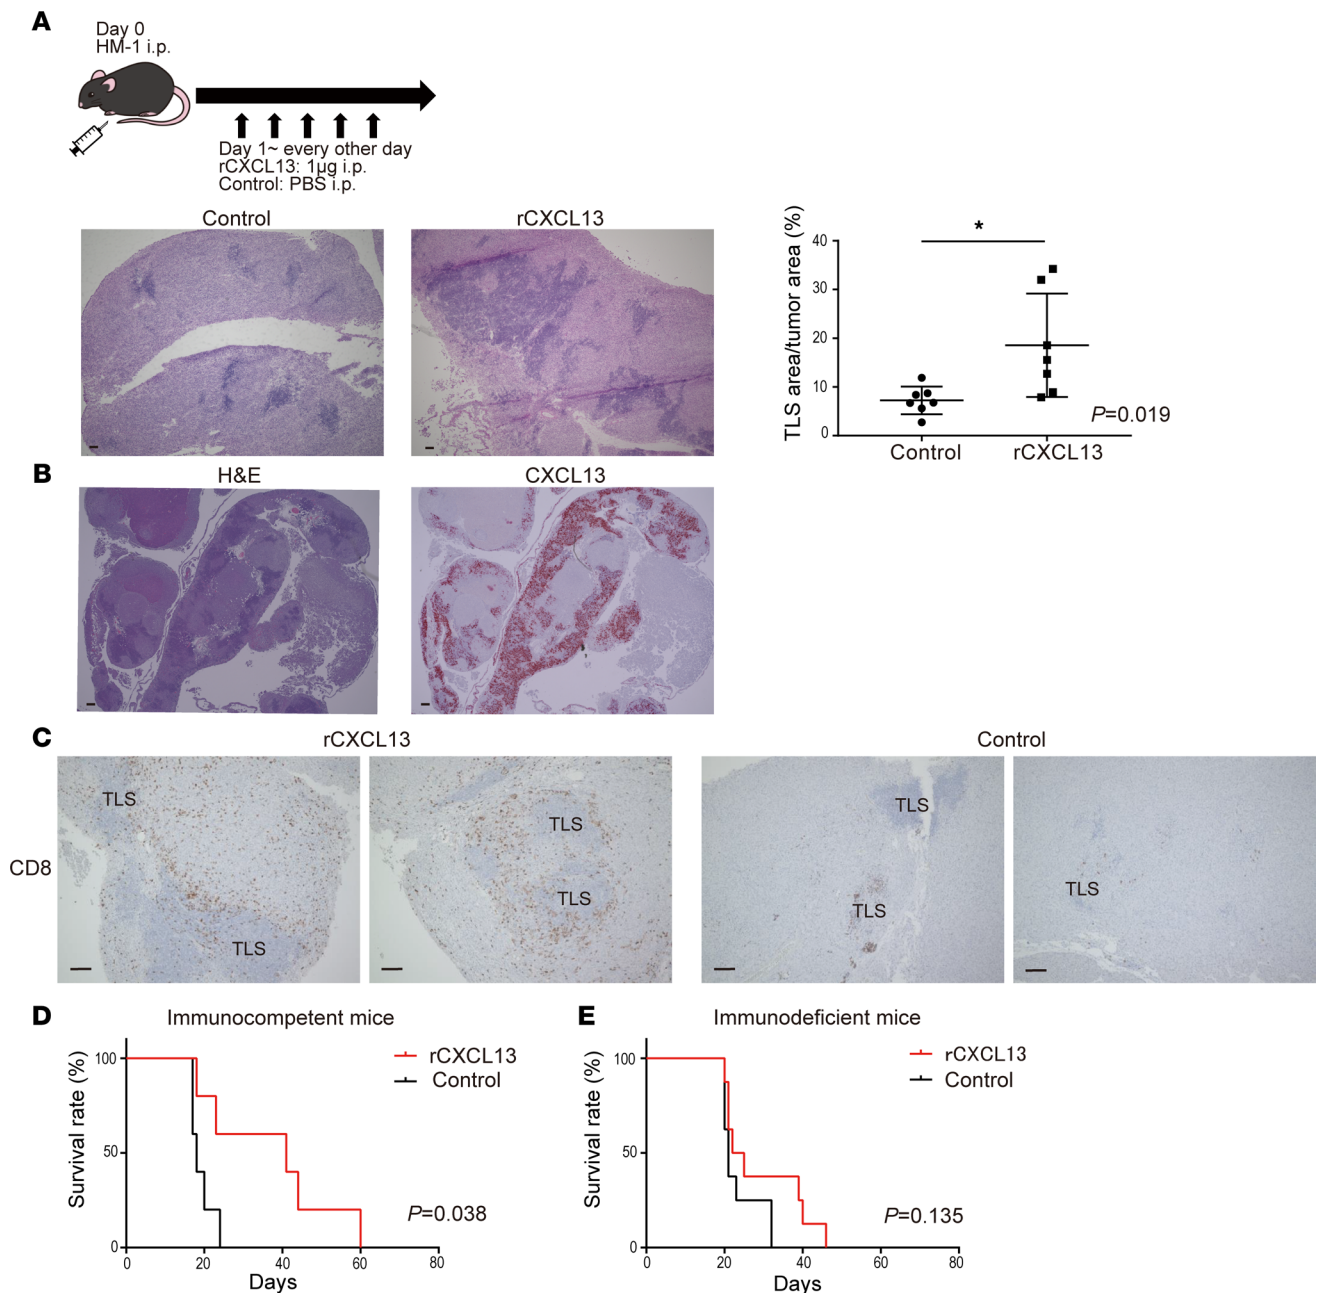 A
Day 0
HM-1 i.p.
Day 1~ every other day
rCXCL13: 1µg i.p.
Control: PBS i.p.
Control
rCXCL13
TLS area/tumor area (%)
40
30
20
10
0
*
P=0.019
Control
rCXCL13
B
H&E
CXCL13
C
rCXCL13
Control
CD8
TLS
TLS
TLS
TLS
TLS
TLS
TLS
D
Immunocompetent mice
Survival rate (%)
100
50
0
rCXCL13
Control
P=0.038
0
20
40
60
80
Days
E
Immunodeficient mice
Survival rate (%)
100
50
0
rCXCL13
Control
P=0.135
0
20
40
60
80
Days